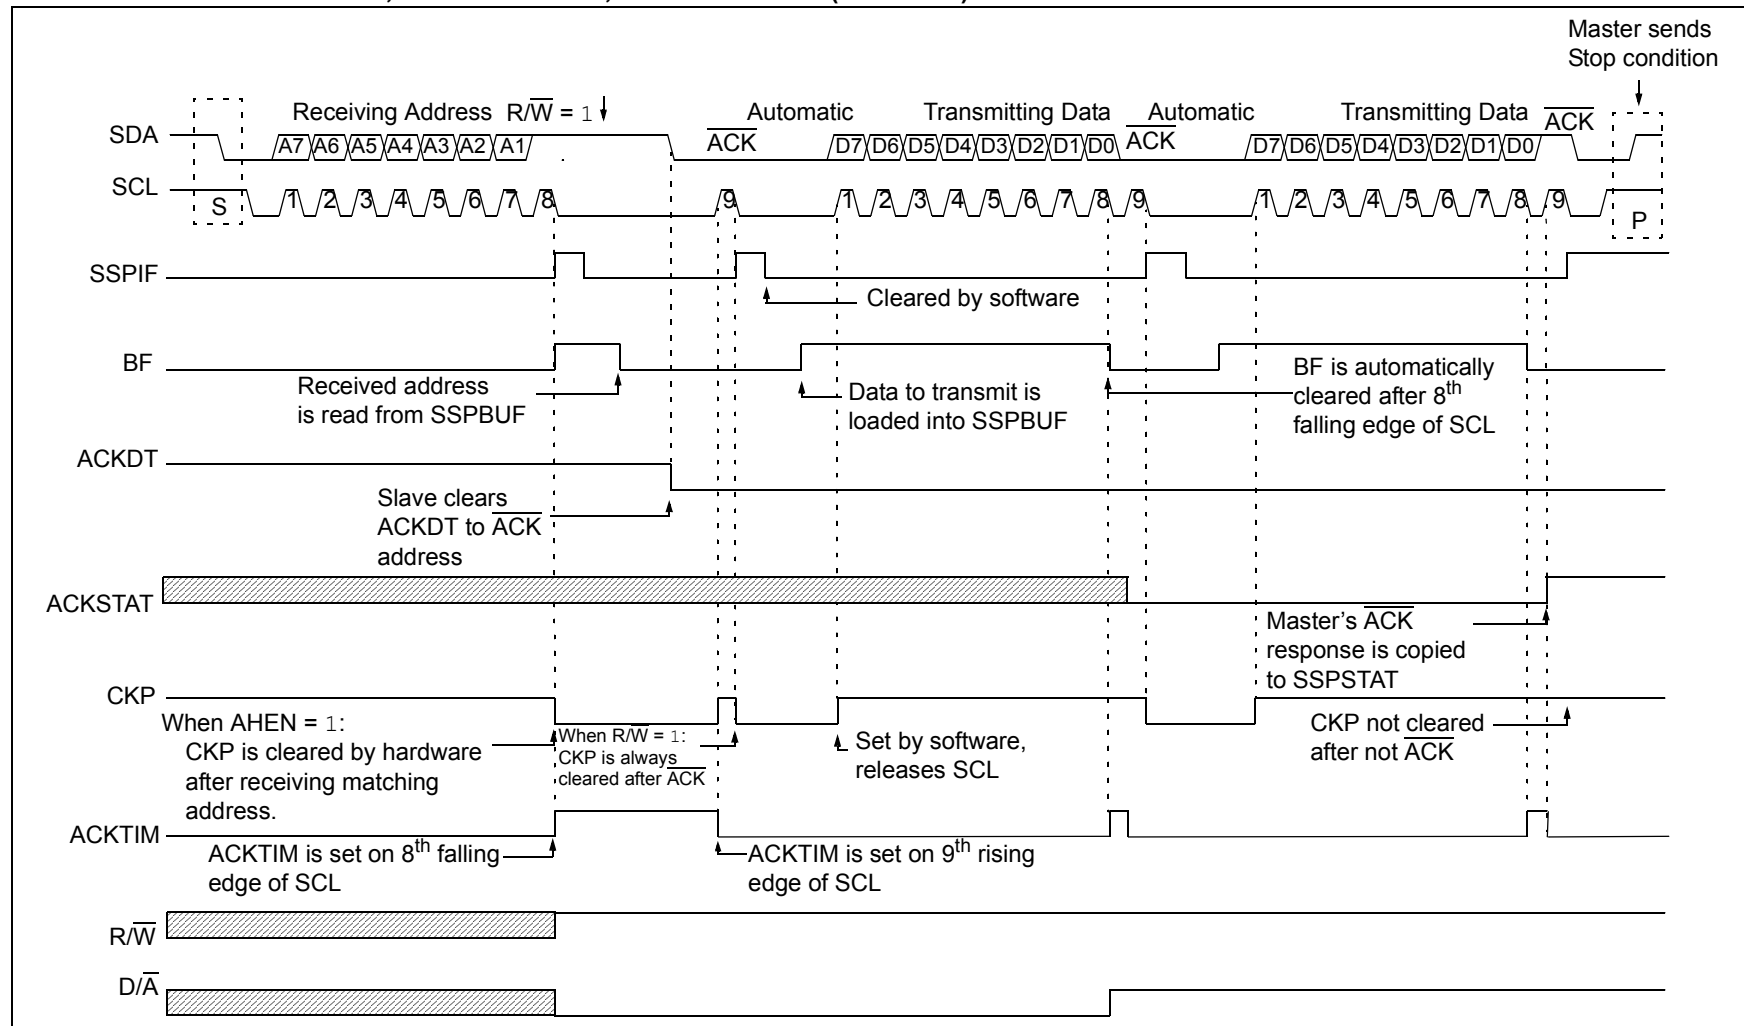 Master sends
Stop condition
Receiving Address R/W = 1
Automatic
Transmitting Data
Automatic
Transmitting Data
ACK
SDA
A7 A6 A5 A4 A3 A2 A1
ACK
D7 D6 D5 D4 D3 D2 D1 D0
ACK
D7 D6 D5 D4 D3 D2 D1 D0
SCL
S
1 2 3 4 5 6 7 8
9
1 2 3 4 5 6 7 8 9
1 2 3 4 5 6 7 8 9
P
SSPIF
Cleared by software
BF
Received address
is read from SSPBUF
Data to transmit is
loaded into SSPBUF
BF is automatically
cleared after 8th
falling edge of SCL
ACKDT
Slave clears
ACKDT to ACK
address
ACKSTAT
Master's ACK
response is copied
to SSPSTAT
CKP
When AHEN = 1:
CKP is cleared by hardware
after receiving matching
address.
When R/W = 1:
CKP is always
cleared after ACK
Set by software,
releases SCL
CKP not cleared
after not ACK
ACKTIM
ACKTIM is set on 8th falling
edge of SCL
ACKTIM is set on 9th rising
edge of SCL
R/W
D/A